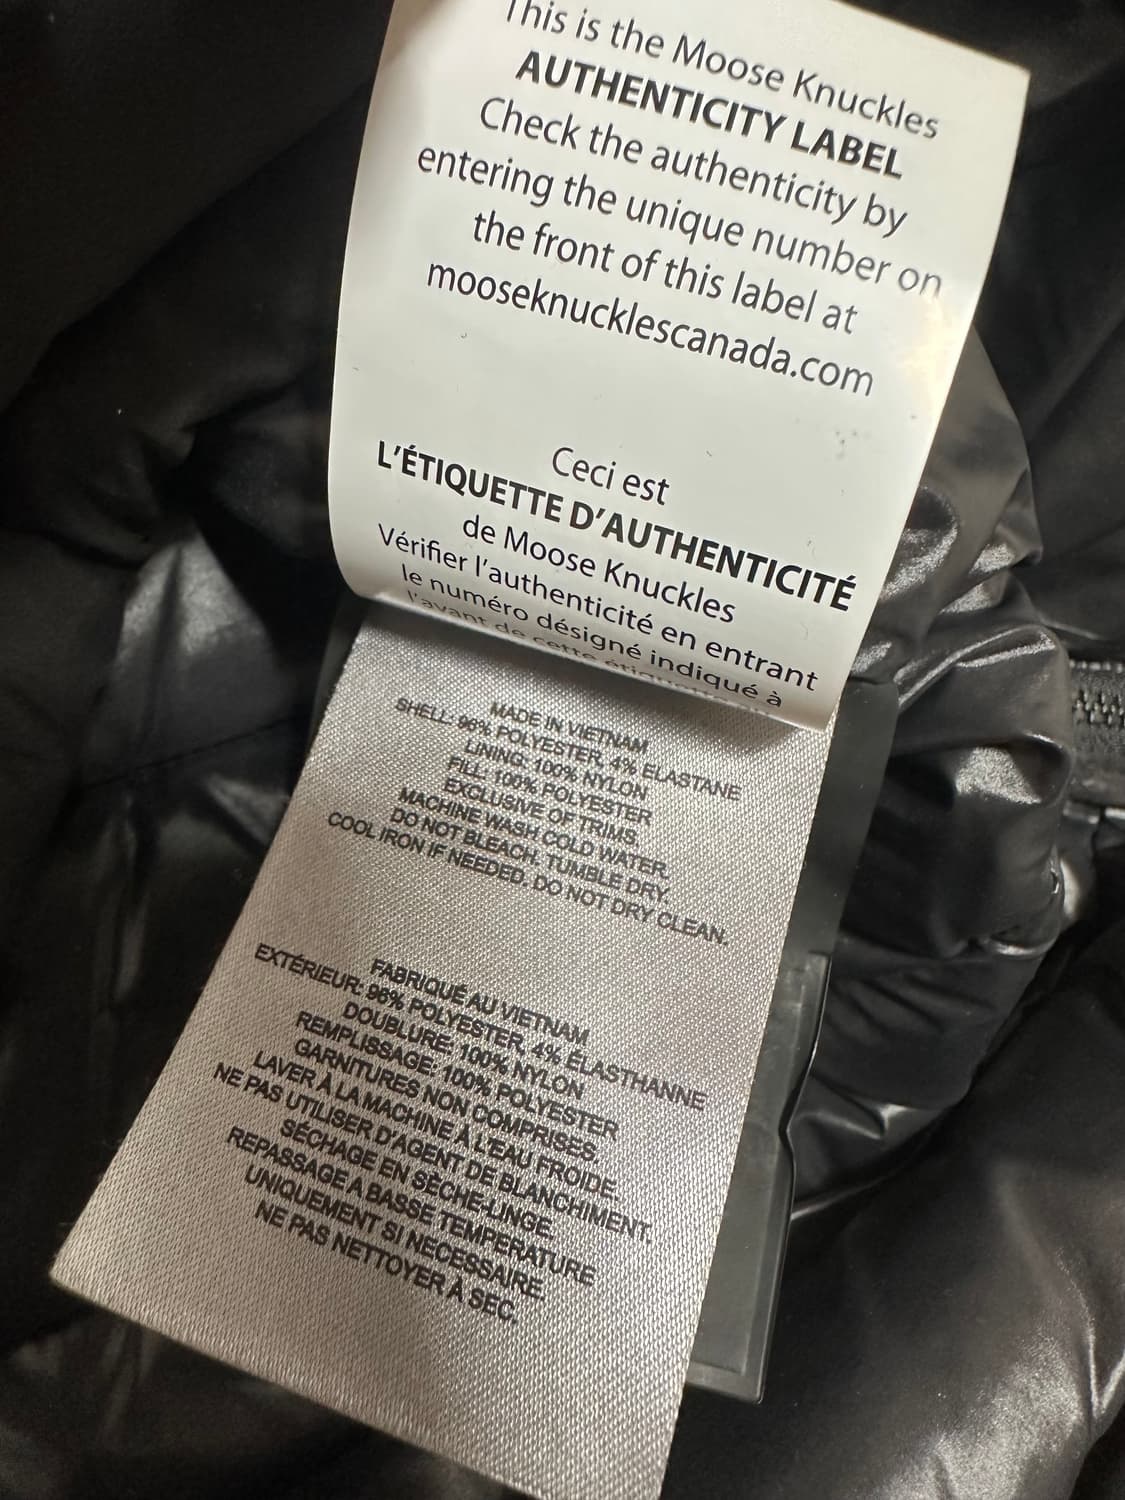 This is the Moose Knuckles
AUTHENTICITY LABEL
Check the authenticity by
entering the unique number on
the front of this label at
mooseknucklescanada.com
Ceci est
L'ÉTIQUETTE D'AUTHENTICITÉ
de Moose Knuckles
Vérifier l'authenticité en entrant
le numéro désigné indiqué à
l'avant de cette
MADE IN VIETNAM
SHELL: 96% POLYESTER, 4% ELASTANE
LINING: 100% NYLON
FILL: 100% POLYESTER
EXCLUSIVE OF TRIMS.
MACHINE WASH COLD WATER.
DO NOT BLEACH. TUMBLE DRY.
COOL IRON IF NEEDED. DO NOT DRY CLEAN.
FABRIQUÉ AU VIETNAM
EXTÉRIEUR: 96% POLYESTER, 4% ÉLASTHANNE
DOUBLURE: 100% NYLON
REMPLISSAGE: 100% POLYESTER
GARNITURES NON COMPRISES.
LAVER À LA MACHINE À L'EAU FROIDE.
NE PAS UTILISER D'AGENT DE BLANCHIMENT.
SÉCHAGE EN SÈCHE-LINGE.
REPASSAGE A BASSE TEMPERATURE
UNIQUEMENT SI NECESSAIRE.
NE PAS NETTOYER À SEC.